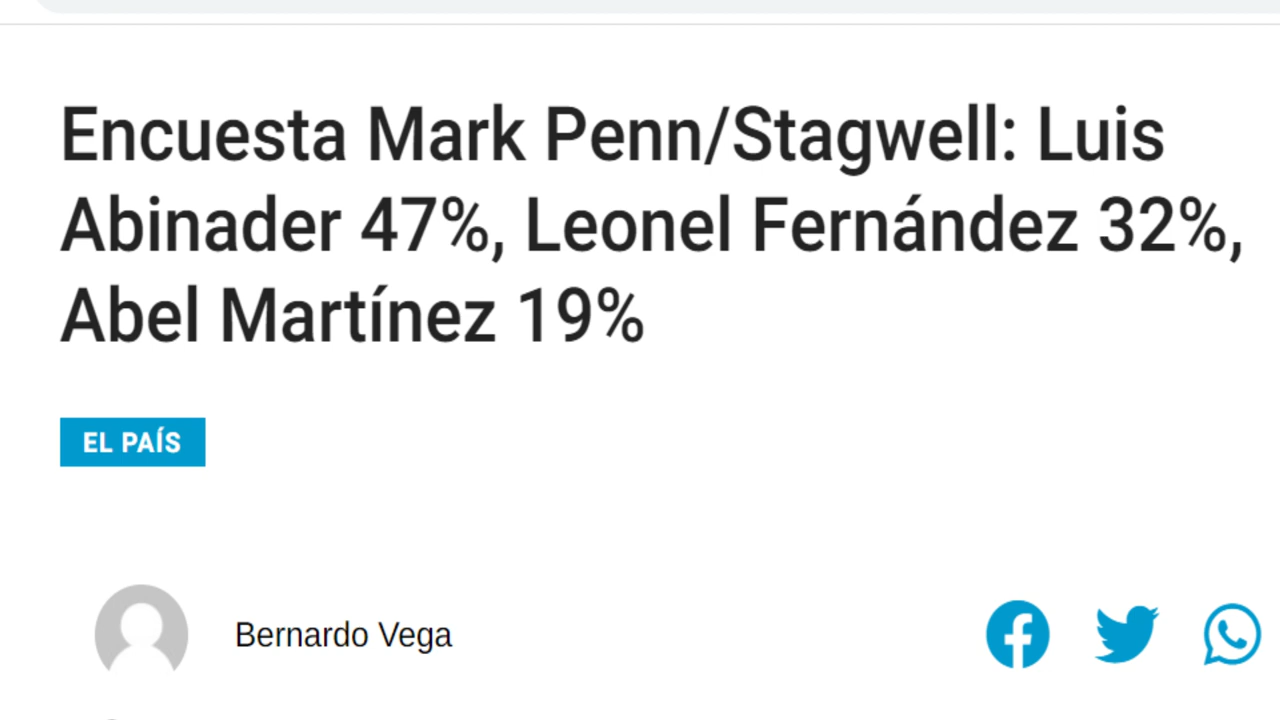 Encuesta Mark Penn/Stagwell: Luis
Abinader 47%, Leonel Fernández 32%,
Abel Martínez 19%
EL PAÍS
Bernardo Vega